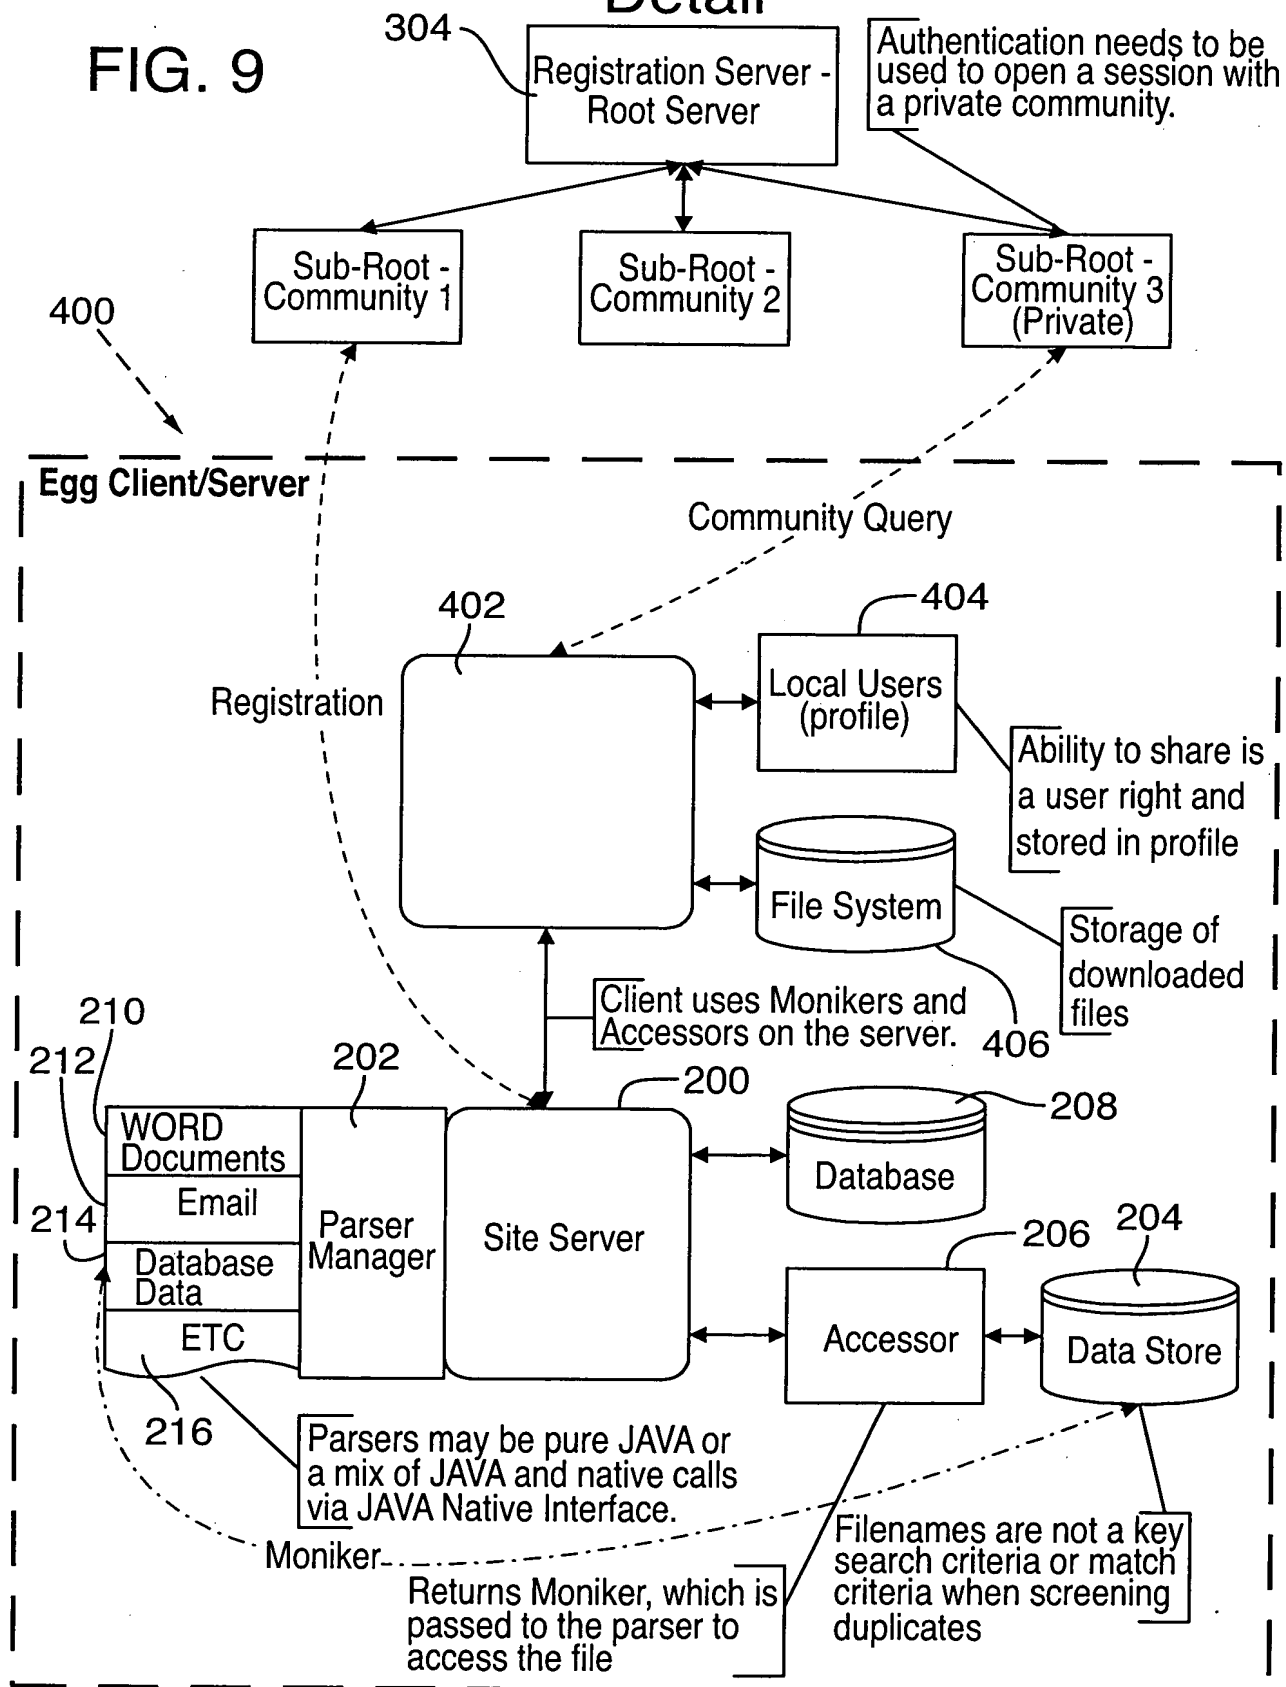 Detail
FIG. 9
304
Registration Server -
Root Server
Authentication needs to be
used to open a session with
a private community.
Sub-Root -
Community 1
Sub-Root -
Community 2
Sub-Root -
Community 3
(Private)
400
Egg Client/Server
Community Query
402
404
Registration
Local Users
(profile)
Ability to share is
a user right and
stored in profile
File System
Storage of
downloaded
files
406
Client uses Monikers and
Accessors on the server.
210
212
202
200
208
WORD
Documents
Email
214
Database
Data
ETC
216
Parser
Manager
Site Server
Database
206
204
Accessor
Data Store
Parsers may be pure JAVA or
a mix of JAVA and native calls
via JAVA Native Interface.
Moniker
Returns Moniker, which is
passed to the parser to
access the file
Filenames are not a key
search criteria or match
criteria when screening
duplicates